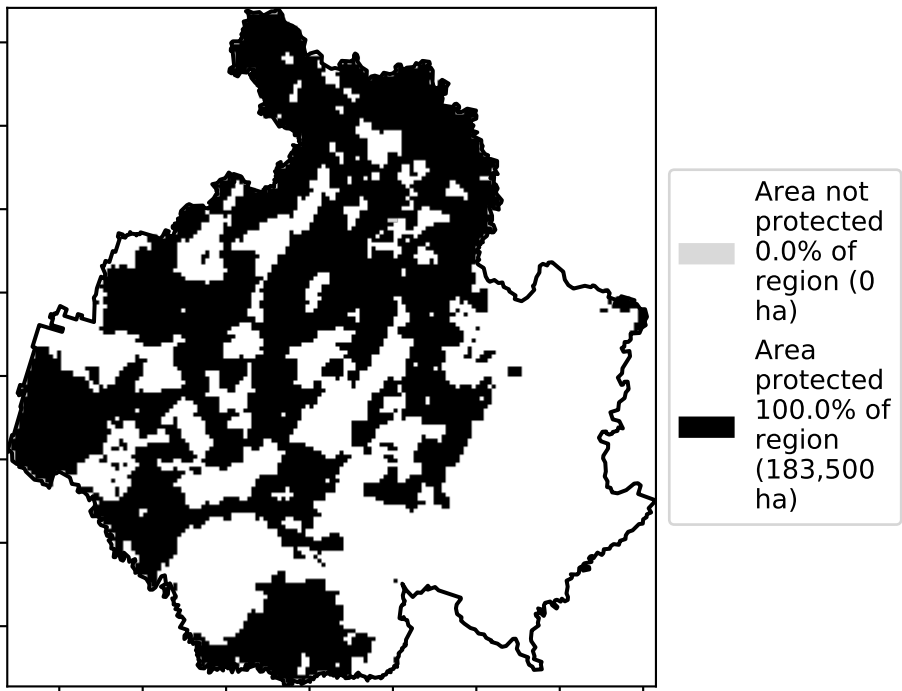 Area not
protected
0.0% of
region (0
ha)
Area
protected
100.0% of
region
(183,500
ha)